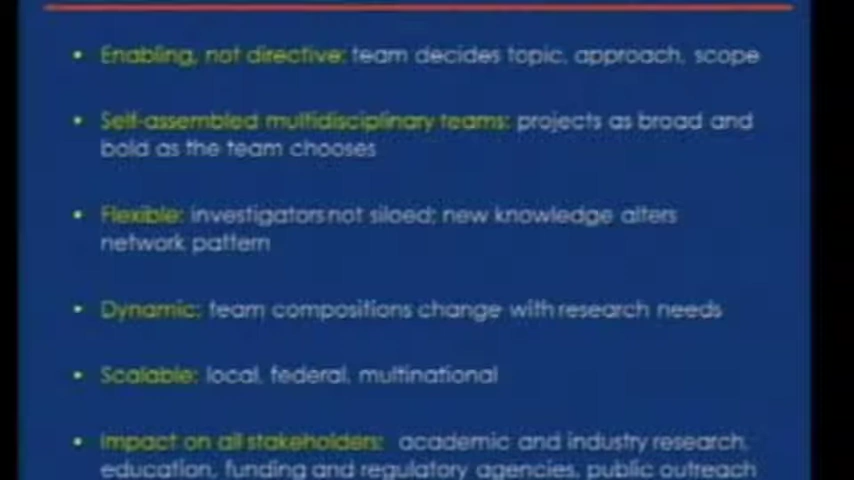 • Enabling, not directive: team decides topic, approach, scope
• Self-assembled multidisciplinary teams: projects as broad and
bold as the team chooses
• Flexible: investigators not siloed; new knowledge alters
network pattern
• Dynamic: team compositions change with research needs
• Scalable: local, federal, multinational
• Impact on all stakeholders: academic and industry research,
education, funding and regulatory agencies, public outreach